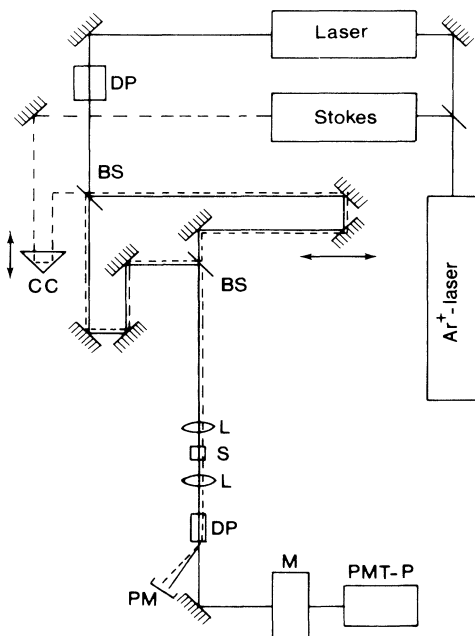 Laser
DP
Stokes
BS
CC
BS
Ar⁺-laser
L
S
L
DP
PM
M
PMT-P